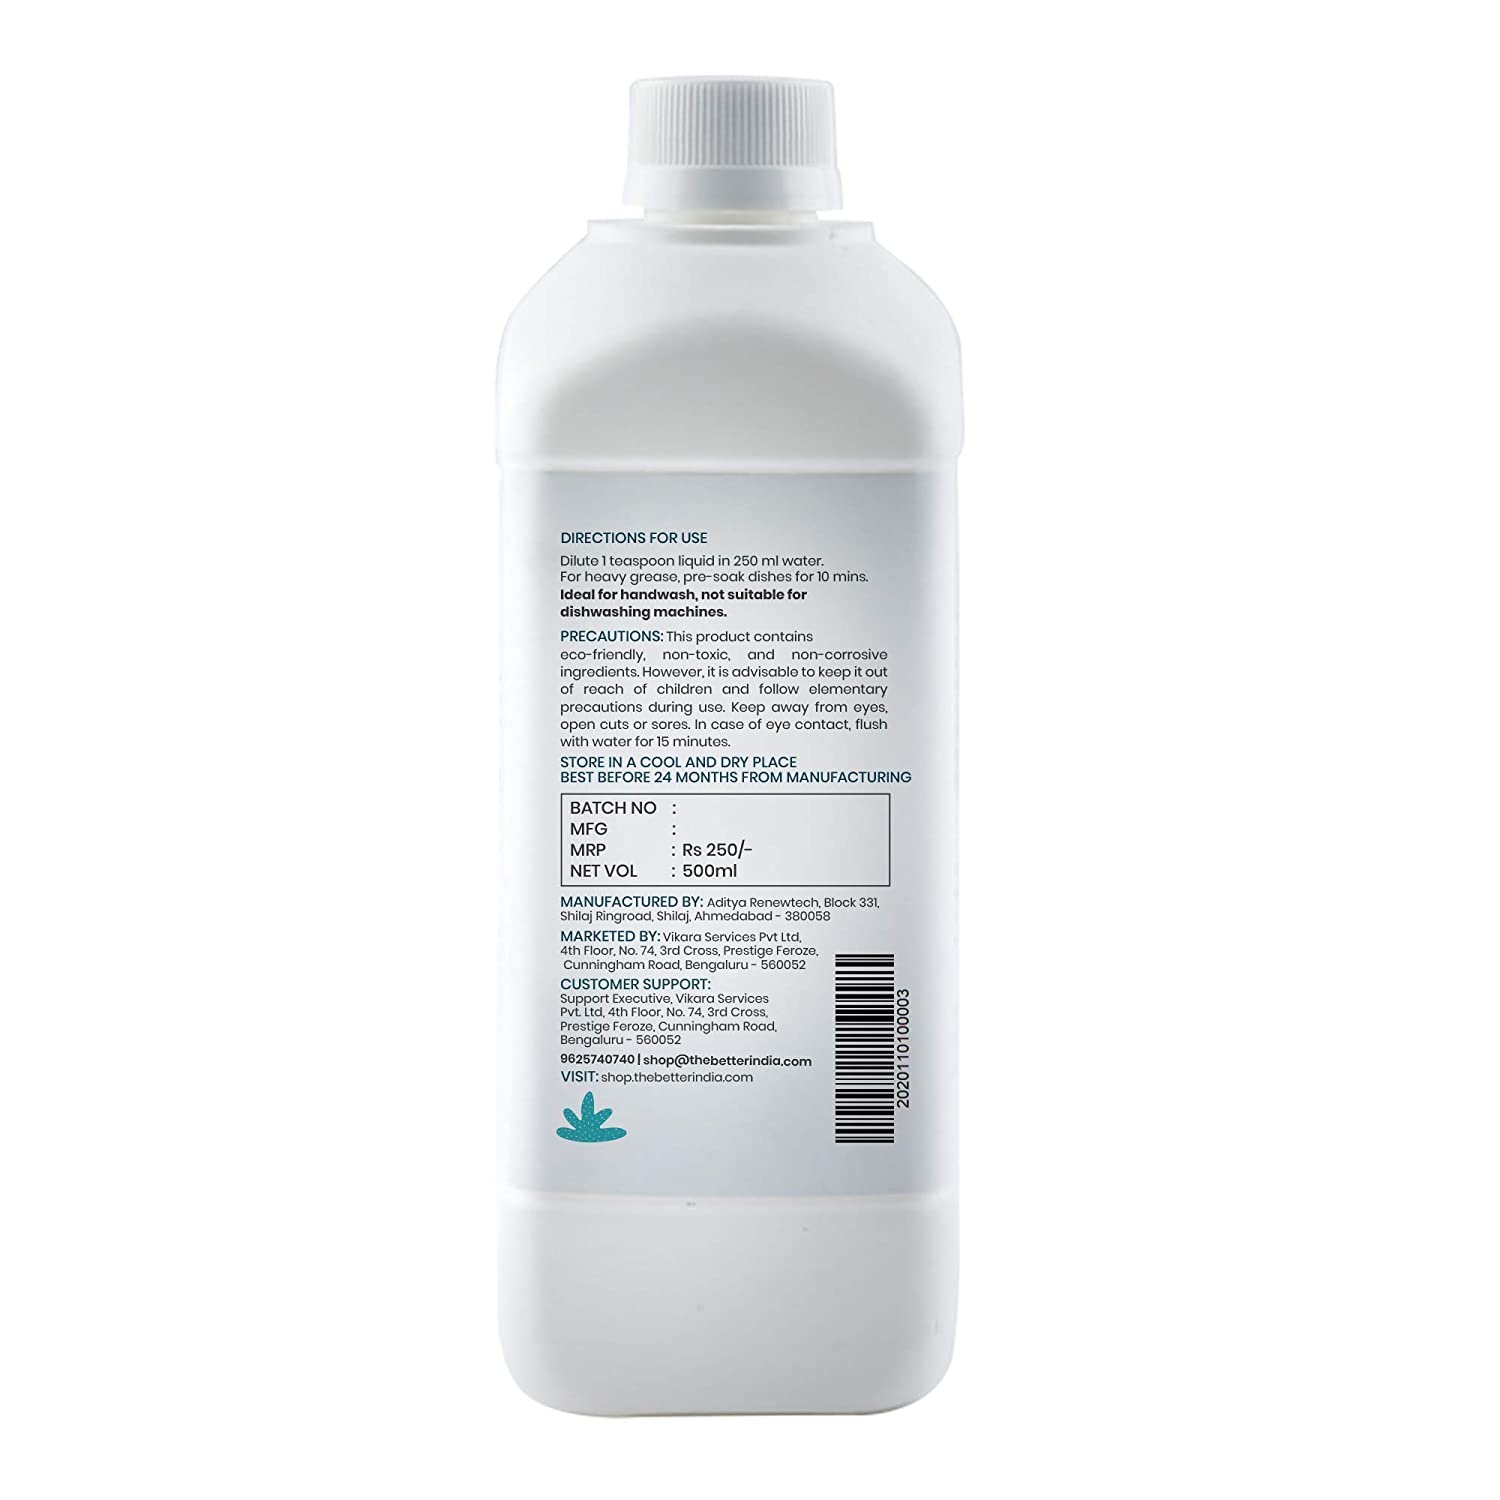 DIRECTIONS FOR USE
Dilute 1 teaspoon liquid in 250 ml water.
For heavy grease, pre-soak dishes for 10 mins.
Ideal for handwash, not suitable for
dishwashing machines.
PRECAUTIONS: This product contains
eco-friendly, non-toxic, and non-corrosive
ingredients. However, it is advisable to keep it out
of reach of children and follow elementary
precautions during use. Keep away from eyes,
open cuts or sores. In case of eye contact, flush
with water for 15 minutes.
STORE IN A COOL AND DRY PLACE
BEST BEFORE 24 MONTHS FROM MANUFACTURING
BATCH NO :
MFG :
MRP : Rs 250/-
NET VOL : 500ml
MANUFACTURED BY: Aditya Renewtech, Block 331,
Shilaj Ringroad, Shilaj, Ahmedabad - 380058
MARKETED BY: Vikara Services Pvt Ltd,
4th Floor, No. 74, 3rd Cross, Prestige Feroze,
Cunningham Road, Bengaluru - 560052
CUSTOMER SUPPORT:
Support Executive, Vikara Services
Pvt. Ltd, 4th Floor, No. 74, 3rd Cross,
Prestige Feroze, Cunningham Road,
Bengaluru - 560052
9625740740 | shop@thebetterindia.com
VISIT: shop.thebetterindia.com
2020110100003